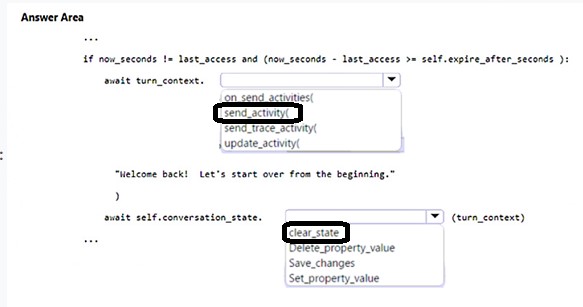 Answer Area
...
if now_seconds != last_access and (now_seconds - last_access >= self.expire_after_seconds ):
await turn_context.
on_send_activities(
send_activity(
send_trace_activity(
update_activity(
:
"Welcome back! Let's start over from the beginning."
)
await self.conversation_state. (turn_context)
clear_state
...
Delete_property_value
Save_changes
Set_property_value